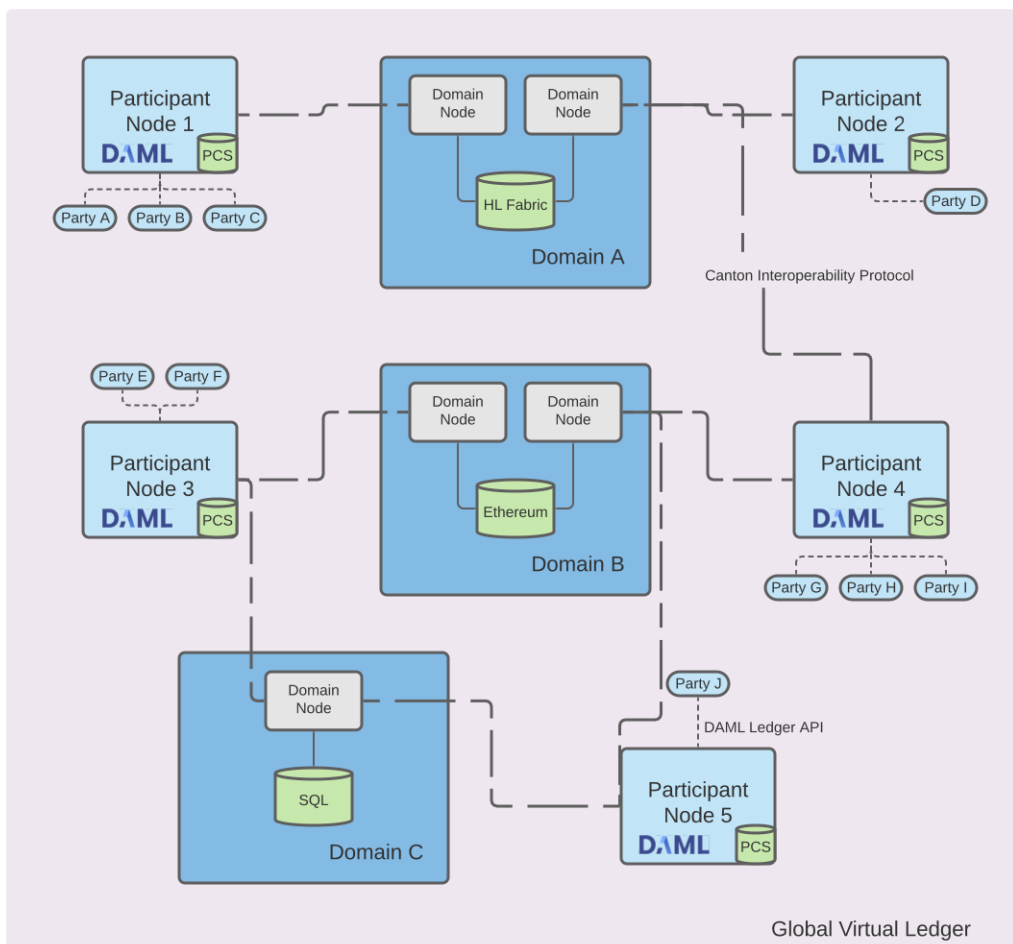 Participant
Node 1
DAML
PCS
Party A
Party B
Party C
Domain
Node
Domain
Node
HL Fabric
Domain A
Participant
Node 2
DAML
PCS
Party D
Canton Interoperability Protocol
Party E
Party F
Participant
Node 3
DAML
PCS
Domain
Node
Domain
Node
Ethereum
Domain B
Participant
Node 4
DAML
PCS
Party G
Party H
Party I
Domain
Node
SQL
Domain C
Party J
DAML Ledger API
Participant
Node 5
DAML
PCS
Global Virtual Ledger